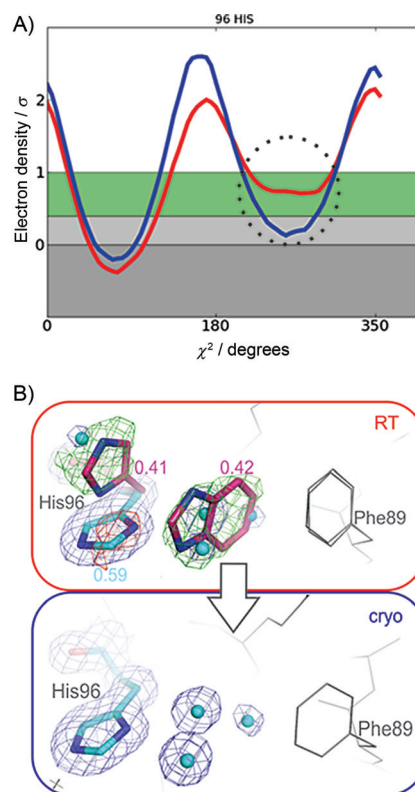 A)
96 HIS
Electron density / σ
2
1
0
0
180
350
χ² / degrees
B)
RT
0.41
0.42
His96
Phe89
0.59
cryo
His96
Phe89